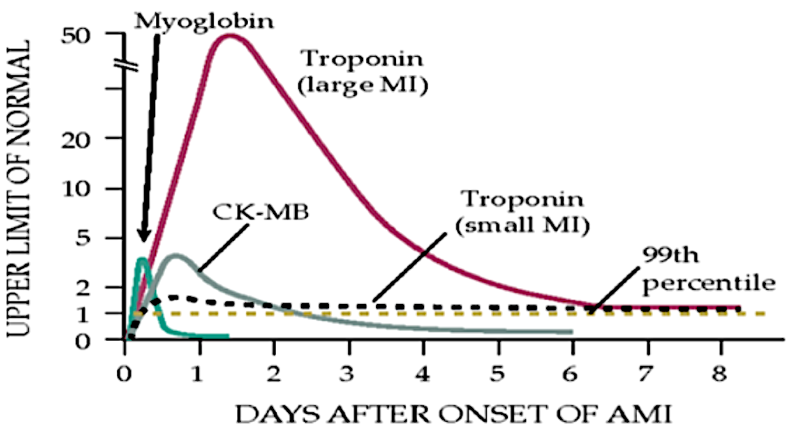 Myoglobin
50
Troponin
(large MI)
20
10
CK-MB
Troponin
(small MI)
5
99th
percentile
2
1
0
UPPER LIMIT OF NORMAL
0 1 2 3 4 5 6 7 8
DAYS AFTER ONSET OF AMI